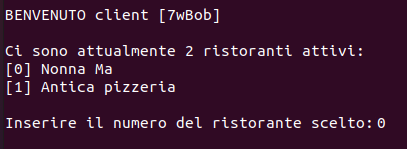 BENVENUTO client [7wBob]
Ci sono attualmente 2 ristoranti attivi:
[0] Nonna Ma
[1] Antica pizzeria
Inserire il numero del ristorante scelto:0